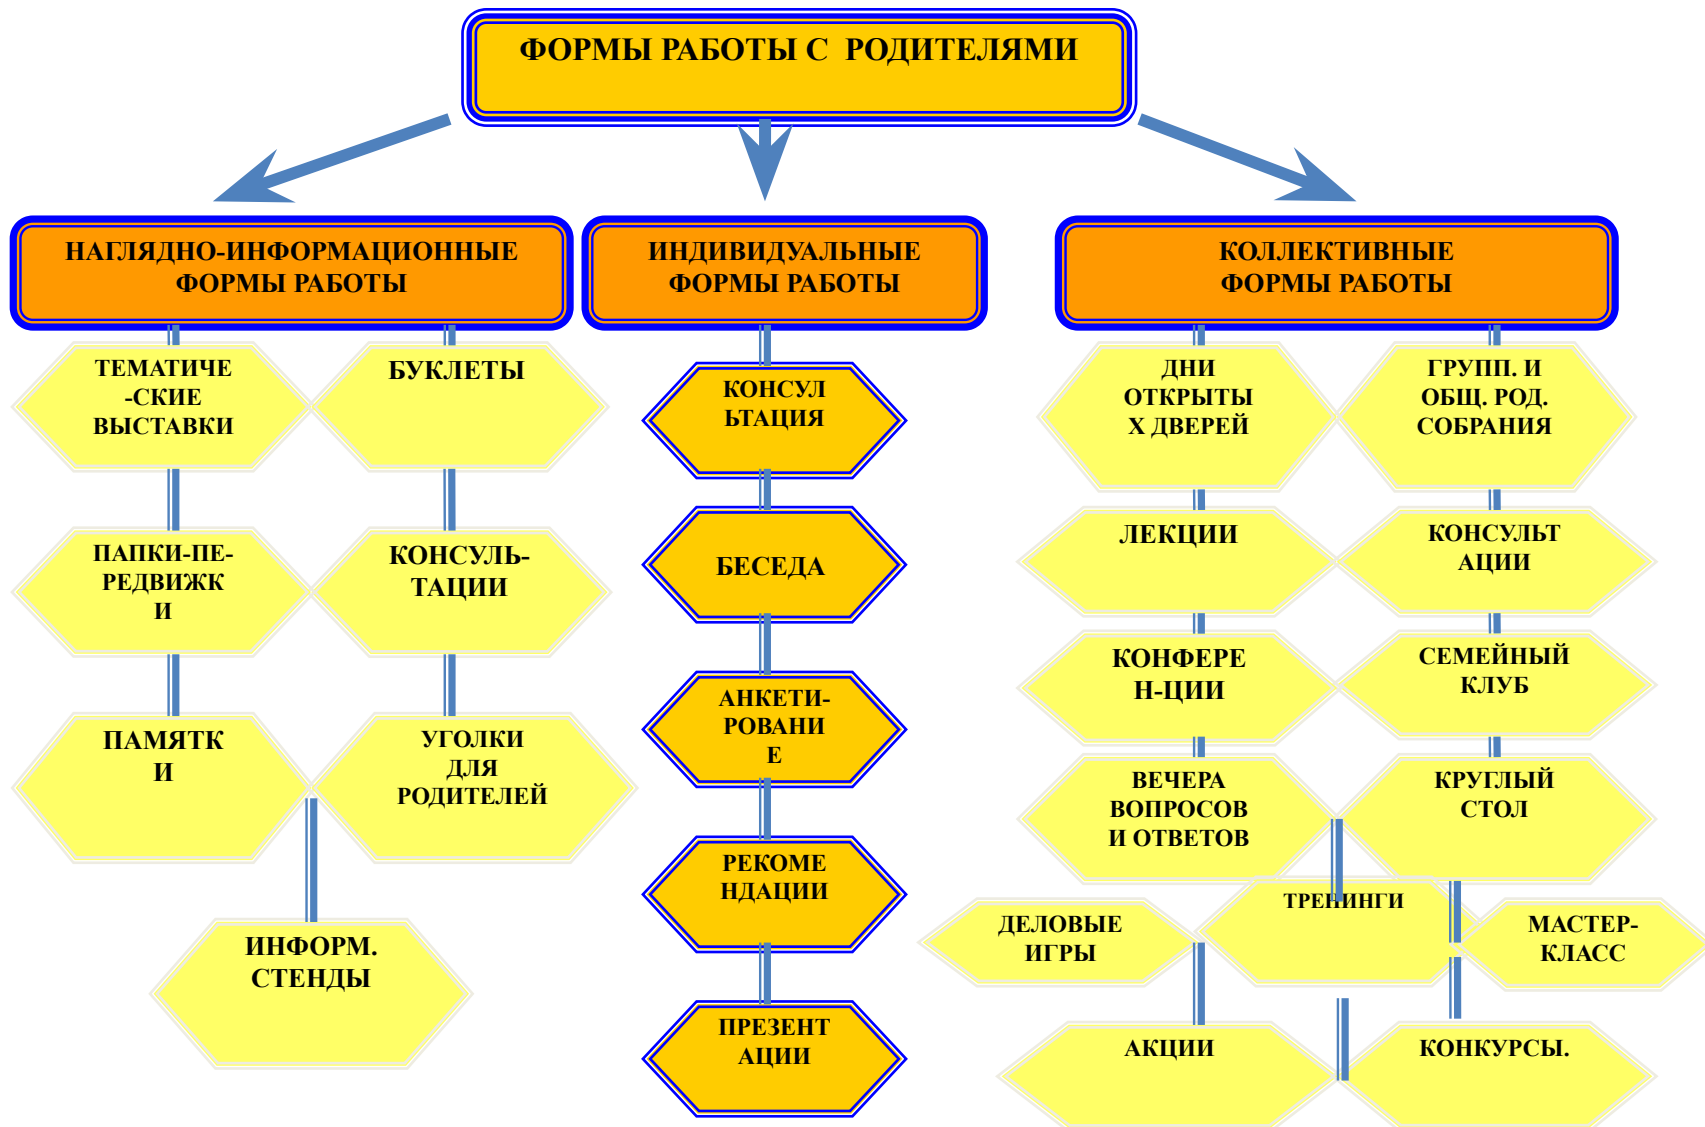 ФОРМЫ РАБОТЫ С РОДИТЕЛЯМИ
НАГЛЯДНО-ИНФОРМАЦИОННЫЕ
ФОРМЫ РАБОТЫ
ТЕМАТИЧЕ
-СКИЕ
ВЫСТАВКИ
БУКЛЕТЫ
ПАПКИ-ПЕ-
РЕДВИЖК
И
КОНСУЛЬ-
ТАЦИИ
ПАМЯТК
И
УГОЛКИ
ДЛЯ
РОДИТЕЛЕЙ
ИНФОРМ.
СТЕНДЫ
ИНДИВИДУАЛЬНЫЕ
ФОРМЫ РАБОТЫ
КОНСУЛ
ЬТАЦИЯ
БЕСЕДА
АНКЕТИ-
РОВАНИ
Е
РЕКОМЕ
НДАЦИИ
ПРЕЗЕНТ
АЦИИ
КОЛЛЕКТИВНЫЕ
ФОРМЫ РАБОТЫ
ДНИ
ОТКРЫТЫ
Х ДВЕРЕЙ
ГРУПП. И
ОБЩ. РОД.
СОБРАНИЯ
ЛЕКЦИИ
КОНСУЛЬТ
АЦИИ
КОНФЕРЕ
Н-ЦИИ
СЕМЕЙНЫЙ
КЛУБ
ВЕЧЕРА
ВОПРОСОВ
И ОТВЕТОВ
КРУГЛЫЙ
СТОЛ
ДЕЛОВЫЕ
ИГРЫ
ТРЕНИНГИ
МАСТЕР-
КЛАСС
АКЦИИ
КОНКУРСЫ.